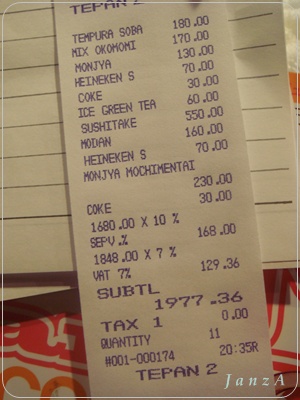 TEPAN 2
TEMPURA SOBA 180.00
MIX OKOMOMI 170.00
MONJYA 130.00
HEINEKEN S 70.00
COKE 30.00
ICE GREEN TEA 60.00
SUSHITAKE 550.00
MODAN 160.00
HEINEKEN S 70.00
MONJYA MOCHIMENTAI
230.00
COKE 30.00
1680.00 X 10 %
SERV.% 168.00
1848.00 X 7 %
VAT 7% 129.36
SUBTL
1977.36
TAX 1 0.00
QUANTITY 11
#001-000174 20:35R
TEPAN 2
JanzA